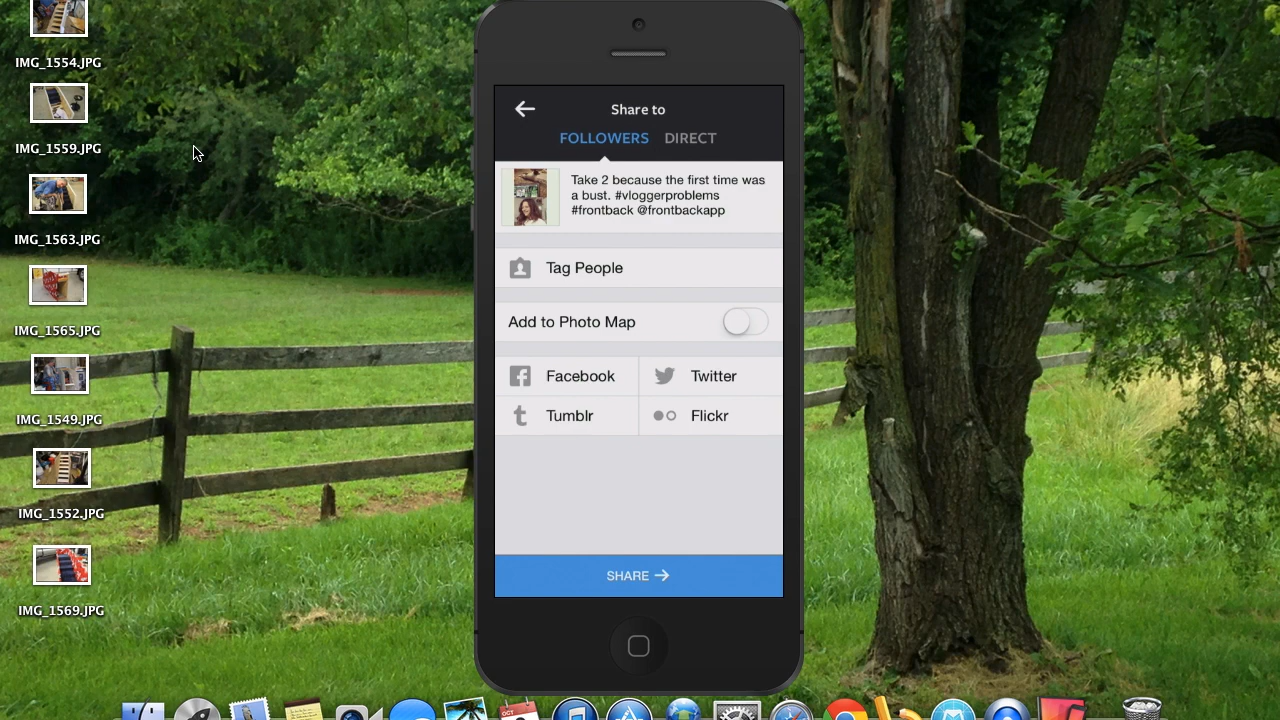 IMG_1554.JPG
IMG_1559.JPG
IMG_1563.JPG
IMG_1565.JPG
IMG_1549.JPG
IMG_1552.JPG
IMG_1569.JPG
Share to
FOLLOWERS DIRECT
Take 2 because the first time was
a bust. #vloggerproblems
#frontback @frontbackapp
Tag People
Add to Photo Map
Facebook Twitter
Tumblr Flickr
SHARE
OCT